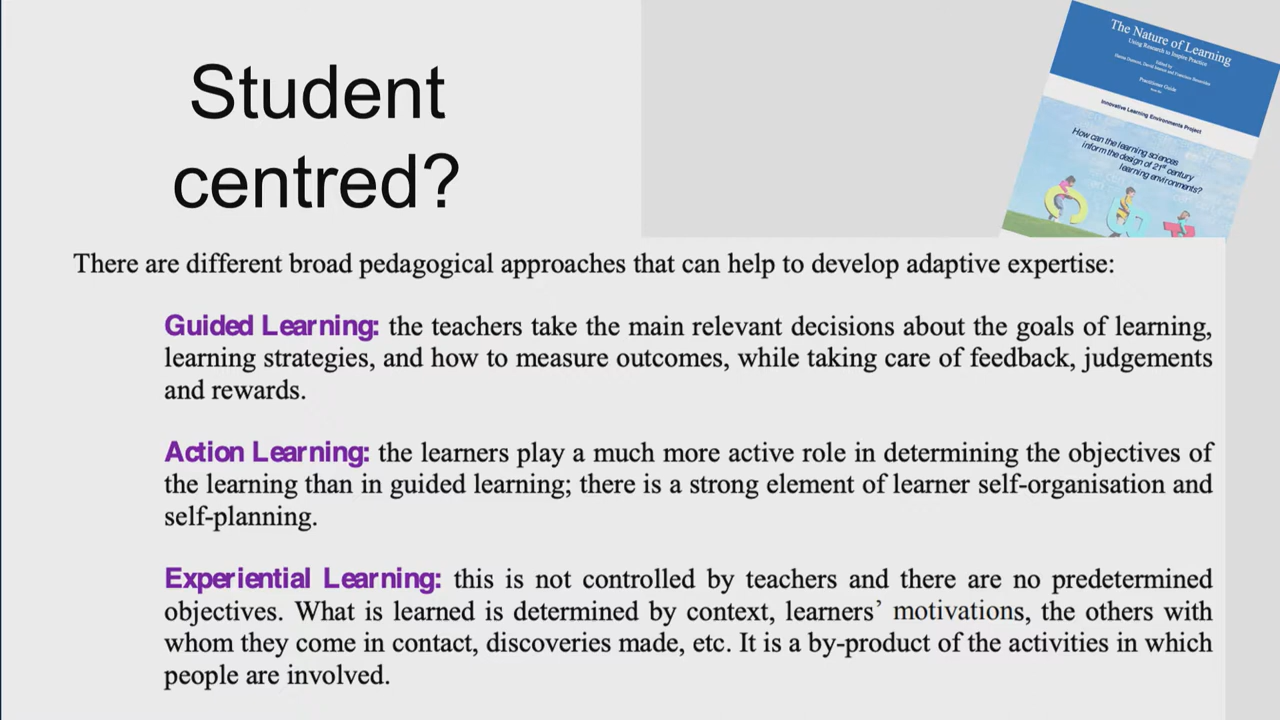 Student
centred?
The Nature of Learning
Using Research to Inspire Practice
Edited by
Practitioner Guide
Innovative Learning Environments Project
How can the learning sciences
inform the design of 21st century
learning environments?
There are different broad pedagogical approaches that can help to develop adaptive expertise:
Guided Learning: the teachers take the main relevant decisions about the goals of learning,
learning strategies, and how to measure outcomes, while taking care of feedback, judgements
and rewards.
Action Learning: the learners play a much more active role in determining the objectives of
the learning than in guided learning; there is a strong element of learner self-organisation and
self-planning.
Experiential Learning: this is not controlled by teachers and there are no predetermined
objectives. What is learned is determined by context, learners’ motivations, the others with
whom they come in contact, discoveries made, etc. It is a by-product of the activities in which
people are involved.